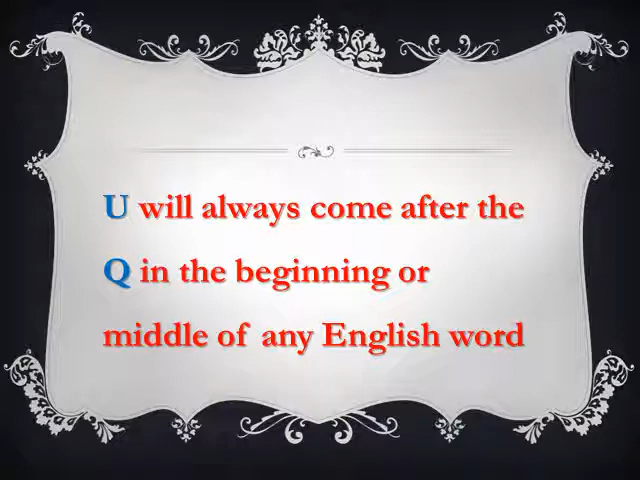 U will always come after the
Q in the beginning or
middle of any English word